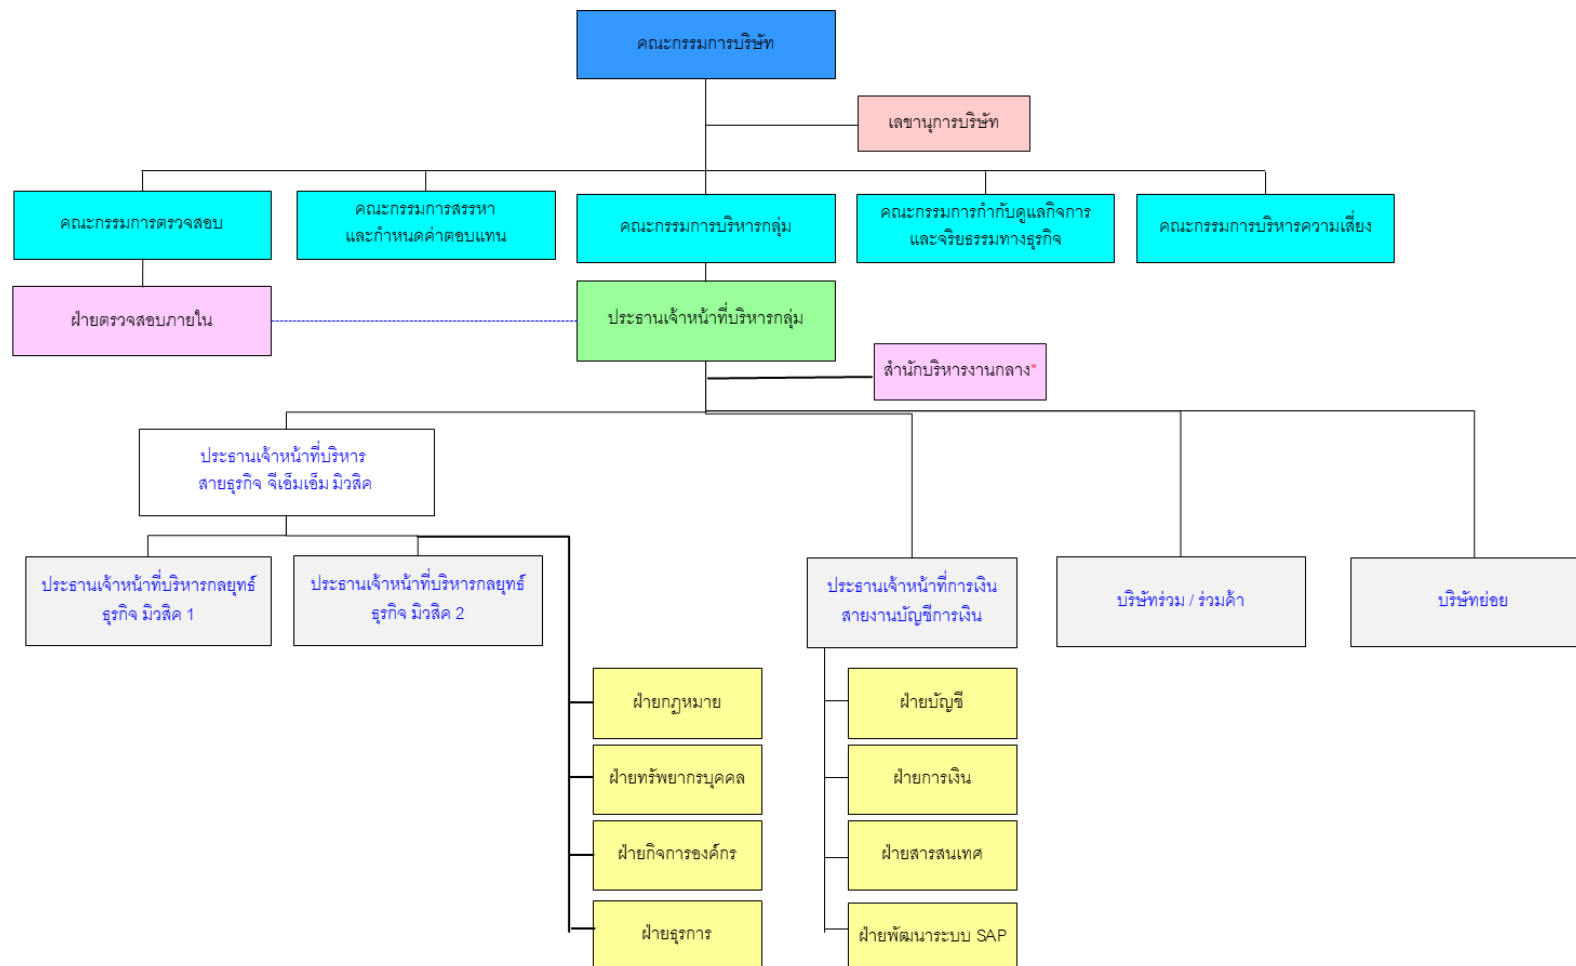 คณะกรรมการบริษัท
เลขานุการบริษัท
คณะกรรมการตรวจสอบ
คณะกรรมการสรรหา
และกำหนดค่าตอบแทน
คณะกรรมการบริหารกลุ่ม
คณะกรรมการกำกับดูแลกิจการ
และจริยธรรมทางธุรกิจ
คณะกรรมการบริหารความเสี่ยง
ฝ่ายตรวจสอบภายใน
ประธานเจ้าหน้าที่บริหารกลุ่ม
สำนักบริหารงานกลาง*
ประธานเจ้าหน้าที่บริหาร
สายธุรกิจ จีเอ็มเอ็ม มิวสิค
ประธานเจ้าหน้าที่บริหารกลยุทธ์
ธุรกิจ มิวสิค 1
ประธานเจ้าหน้าที่บริหารกลยุทธ์
ธุรกิจ มิวสิค 2
ประธานเจ้าหน้าที่การเงิน
สายงานบัญชีการเงิน
บริษัทร่วม / ร่วมค้า
บริษัทย่อย
ฝ่ายกฎหมาย
ฝ่ายบัญชี
ฝ่ายทรัพยากรบุคคล
ฝ่ายการเงิน
ฝ่ายกิจการองค์กร
ฝ่ายสารสนเทศ
ฝ่ายธุรการ
ฝ่ายพัฒนาระบบ SAP